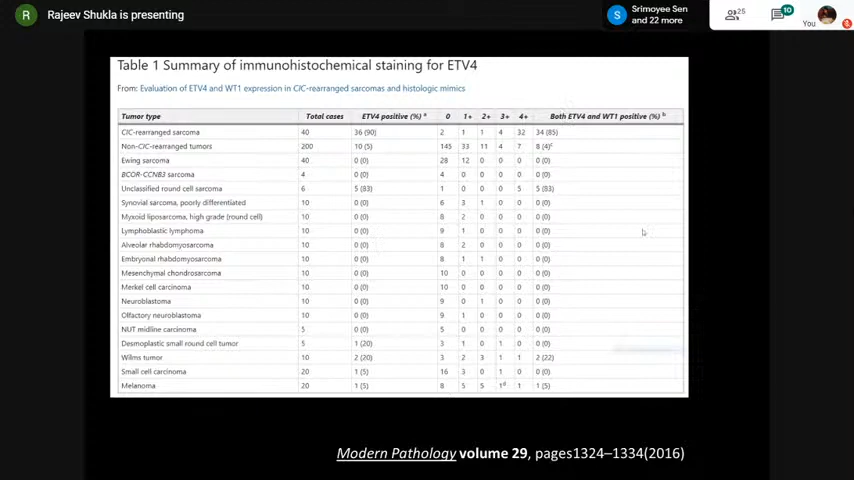 R Rajeev Shukla is presenting
S Srimoyee Sen and 22 more
25
10
You
Table 1 Summary of immunohistochemical staining for ETV4
From: Evaluation of ETV4 and WT1 expression in CIC-rearranged sarcomas and histologic mimics
Tumor type Total cases ETV4 positive (%) a 0 1+ 2+ 3+ 4+ Both ETV4 and WT1 positive (%) b
CIC-rearranged sarcoma 40 36 (90) 2 1 1 4 32 34 (85)
Non-CIC-rearranged tumors 200 10 (5) 145 33 11 4 7 8 (4)c
Ewing sarcoma 40 0 (0) 28 12 0 0 0 0 (0)
BCOR-CCNB3 sarcoma 4 0 (0) 4 0 0 0 0 0 (0)
Unclassified round cell sarcoma 6 5 (83) 1 0 0 0 5 5 (83)
Synovial sarcoma, poorly differentiated 10 0 (0) 6 3 1 0 0 0 (0)
Myxoid liposarcoma, high grade (round cell) 10 0 (0) 8 2 0 0 0 0 (0)
Lymphoblastic lymphoma 10 0 (0) 9 1 0 0 0 0 (0)
Alveolar rhabdomyosarcoma 10 0 (0) 8 2 0 0 0 0 (0)
Embryonal rhabdomyosarcoma 10 0 (0) 8 1 1 0 0 0 (0)
Mesenchymal chondrosarcoma 10 0 (0) 10 0 0 0 0 0 (0)
Merkel cell carcinoma 10 0 (0) 10 0 0 0 0 0 (0)
Neuroblastoma 10 0 (0) 9 0 1 0 0 0 (0)
Olfactory neuroblastoma 10 0 (0) 9 1 0 0 0 0 (0)
NUT midline carcinoma 5 0 (0) 5 0 0 0 0 0 (0)
Desmoplastic small round cell tumor 5 1 (20) 3 1 0 1 0 0 (0)
Wilms tumor 10 2 (20) 3 2 3 1 1 2 (22)
Small cell carcinoma 20 1 (5) 16 3 0 1 0 0 (0)
Melanoma 20 1 (5) 8 5 5 1d 1 1 (5)
Modern Pathology volume 29, pages1324–1334(2016)